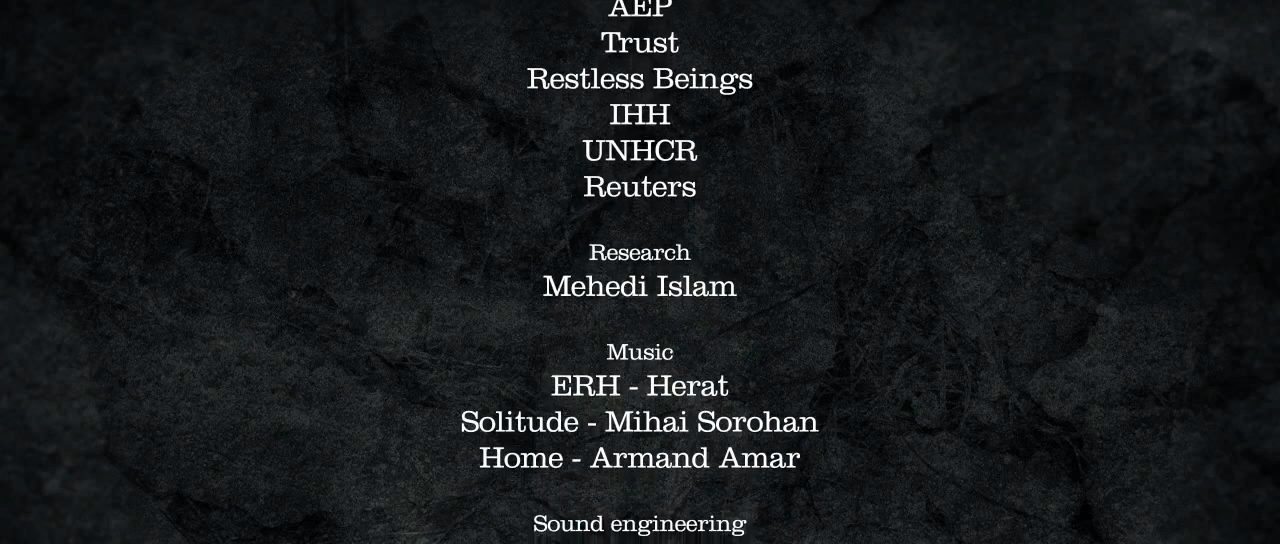 AEP
Trust
Restless Beings
IHH
UNHCR
Reuters
Research
Mehedi Islam
Music
ERH - Herat
Solitude - Mihai Sorohan
Home - Armand Amar
Sound engineering